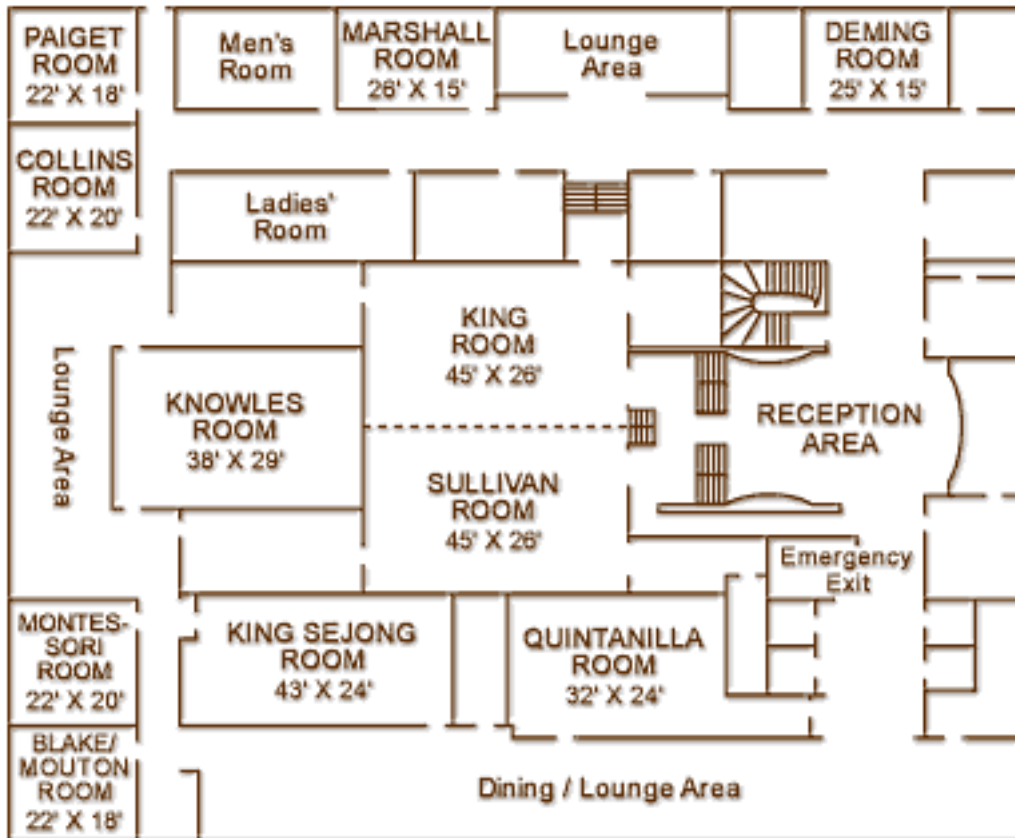 PAIGET
ROOM
22' X 18'
Men's
Room
MARSHALL
ROOM
26' X 15'
Lounge
Area
DEMING
ROOM
25' X 15'
COLLINS
ROOM
22' X 20'
Ladies'
Room
KING
ROOM
45' X 26'
Lounge Area
KNOWLES
ROOM
38' X 29'
RECEPTION
AREA
SULLIVAN
ROOM
45' X 26'
Emergency
Exit
MONTES-
SORI
ROOM
22' X 20'
KING SEJONG
ROOM
43' X 24'
QUINTANILLA
ROOM
32' X 24'
BLAKE/
MOUTON
ROOM
22' X 18'
Dining / Lounge Area